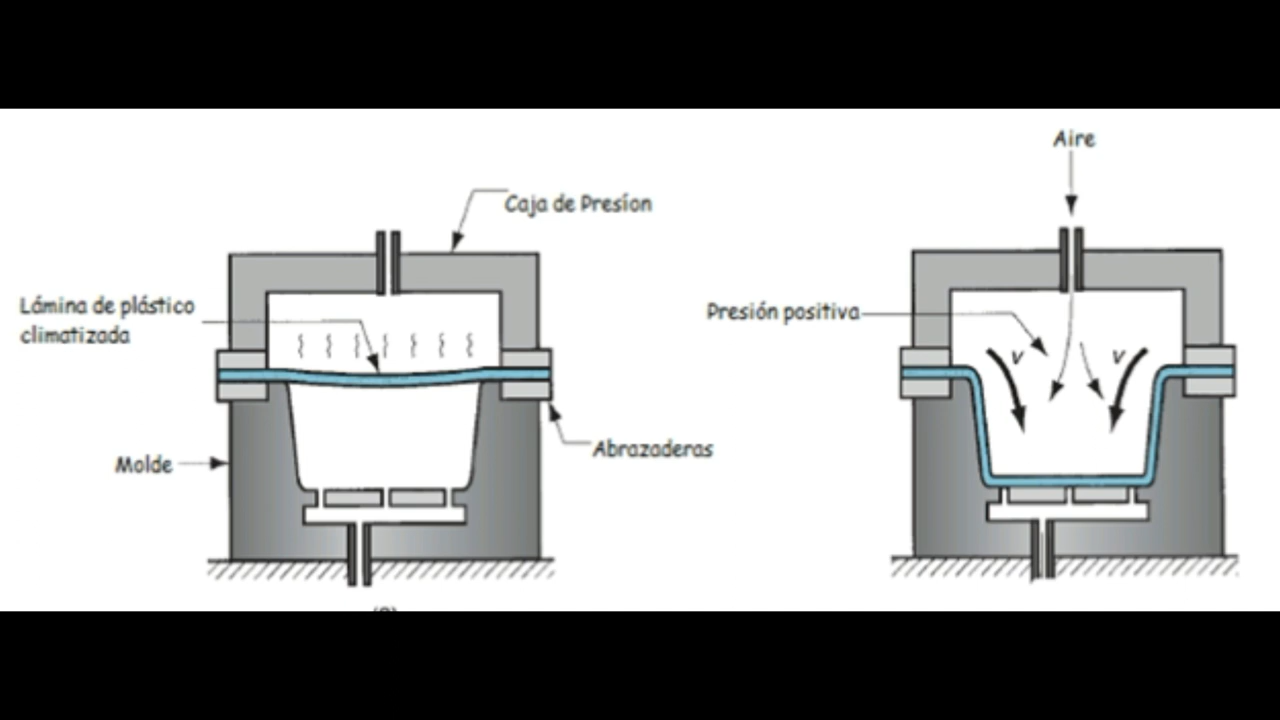 Aire
Caja de Presíon
Lámina de plástico
climatizada
Presión positiva
v
v
Abrazaderas
Molde